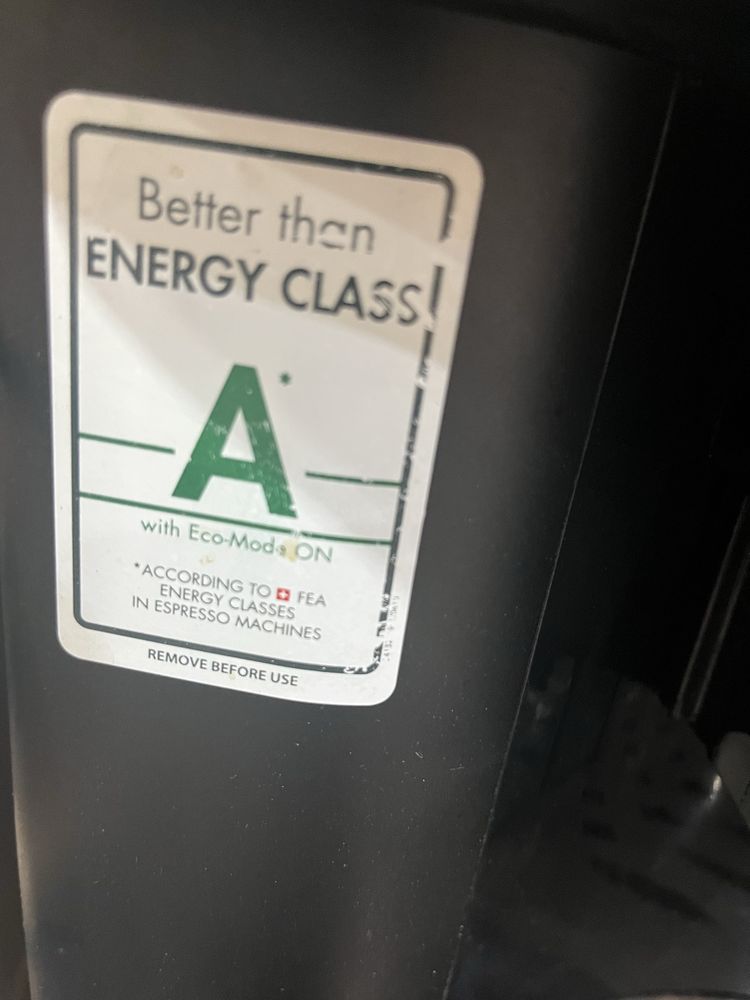 Better than
ENERGY CLASS
A*
with Eco-Mode ON
*ACCORDING TO FEA
ENERGY CLASSES
IN ESPRESSO MACHINES
REMOVE BEFORE USE